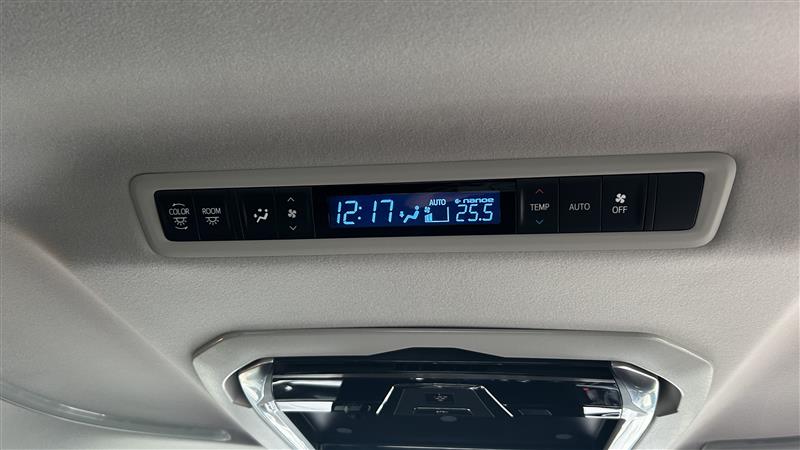 COLOR
ROOM
12:17
AUTO
nanoe
25.5
TEMP
AUTO
OFF